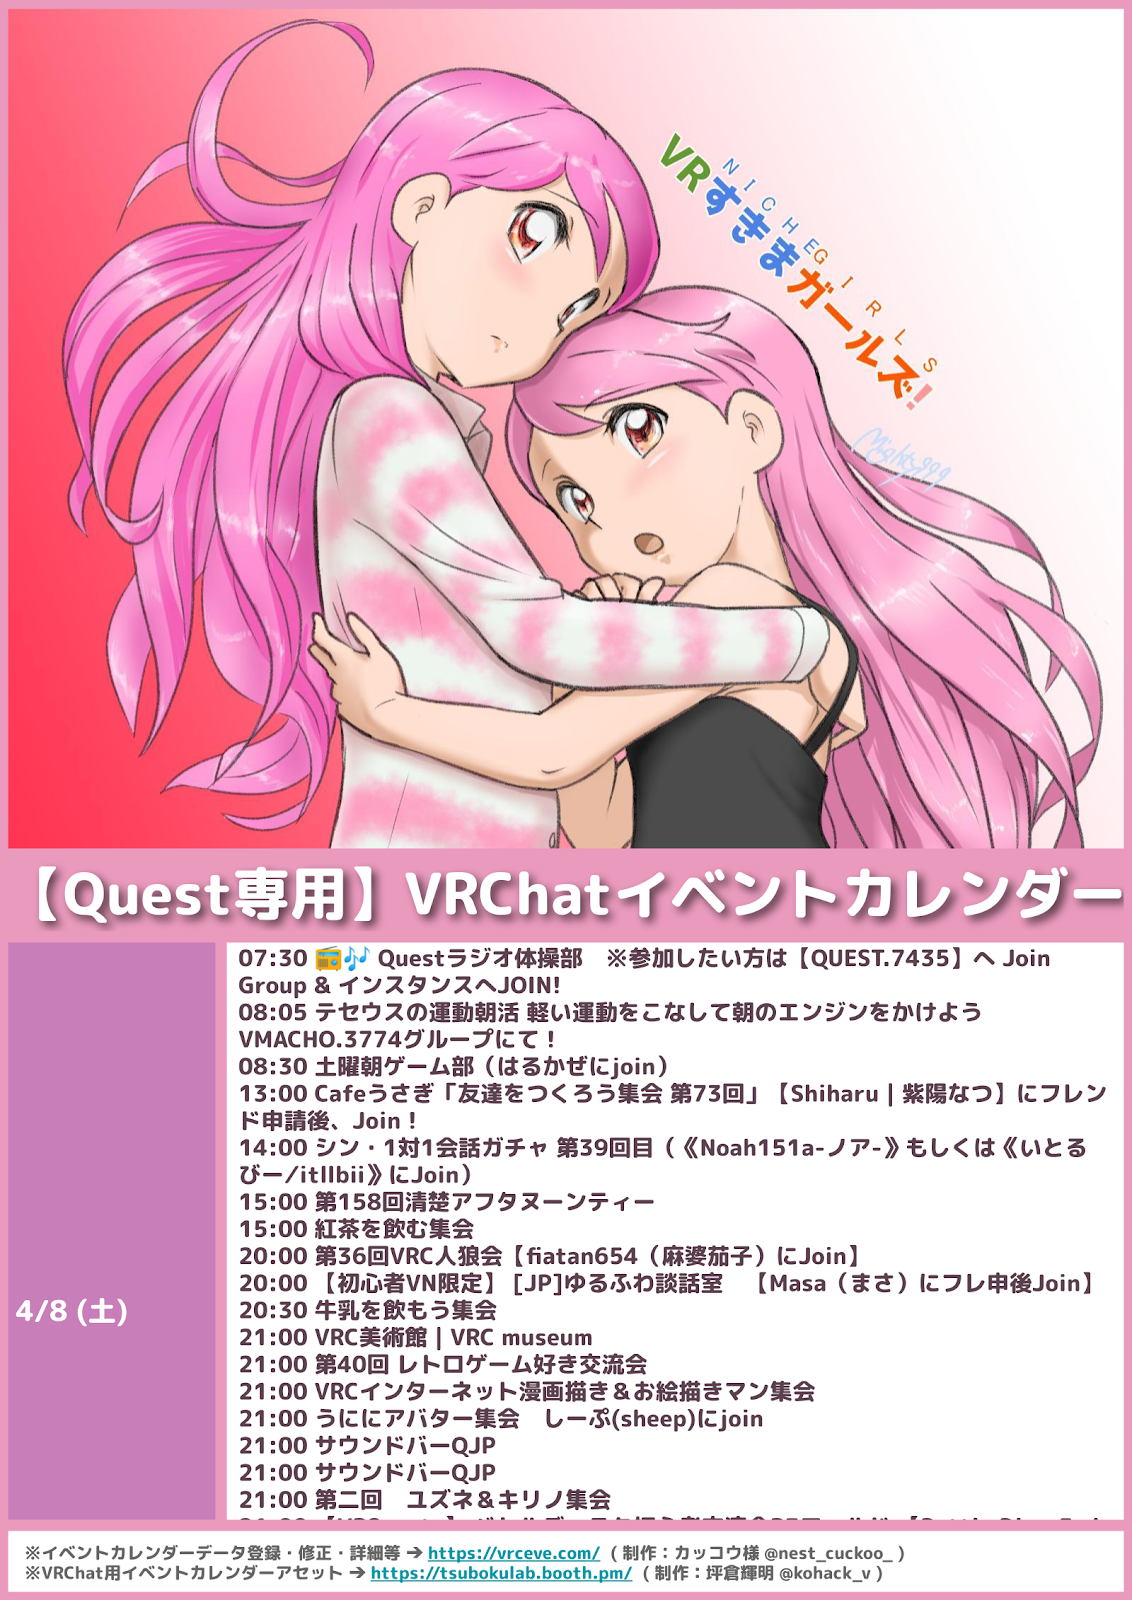 VRすきまガールズ!
NICHE GIRLS
Mighty999
【Quest専用】VRChatイベントカレンダー
4/8 (土)
07:30 📻🎶 Questラジオ体操部　※参加したい方は【QUEST.7435】へ Join
Group & インスタンスへJOIN!
08:05 テセウスの運動朝活 軽い運動をこなして朝のエンジンをかけよう
VMACHO.3774グループにて！
08:30 土曜朝ゲーム部（はるかぜにjoin）
13:00 Cafeうさぎ「友達をつくろう集会 第73回」【Shiharu | 紫陽なつ】にフレン
ド申請後、Join！
14:00 シン・1対1会話ガチャ 第39回目（《Noah151a-ノア-》もしくは《いとる
びー/itllbii》にJoin）
15:00 第158回清楚アフタヌーンティー
15:00 紅茶を飲む集会
20:00 第36回VRC人狼会【fiatan654（麻婆茄子）にJoin】
20:00 【初心者VN限定】 [JP]ゆるふわ談話室　【Masa（まさ）にフレ申後Join】
20:30 牛乳を飲もう集会
21:00 VRC美術館 | VRC museum
21:00 第40回 レトロゲーム好き交流会
21:00 VRCインターネット漫画描き＆お絵描きマン集会
21:00 うににアバター集会　しーぷ(sheep)にjoin
21:00 サウンドバーQJP
21:00 サウンドバーQJP
21:00 第二回　ユズネ＆キリノ集会
※イベントカレンダーデータ登録・修正・詳細等 ➔ https://vrceve.com/ ( 制作：カッコウ様 @nest_cuckoo_ )
※VRChat用イベントカレンダーアセット ➔ https://tsubokulab.booth.pm/ ( 制作：坪倉輝明 @kohack_v )